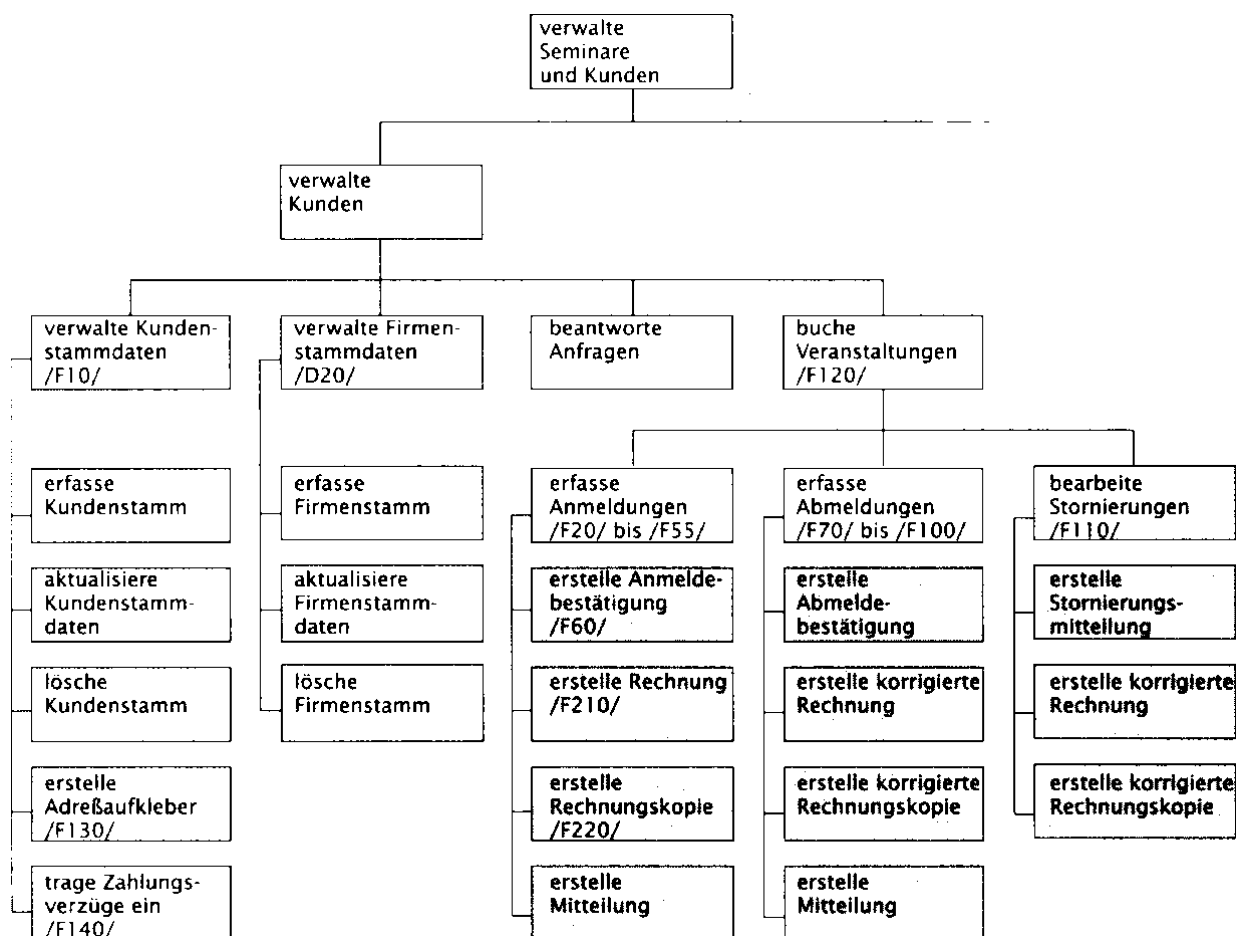 verwalte
Seminare
und Kunden
verwalte
Kunden
verwalte Kunden-
stammdaten
/F10/
verwalte Firmen-
stammdaten
/D20/
beantworte
Anfragen
buche
Veranstaltungen
/F120/
erfasse
Kundenstamm
erfasse
Firmenstamm
erfasse
Anmeldungen
/F20/ bis /F55/
erfasse
Abmeldungen
/F70/ bis /F100/
bearbeite
Stornierungen
/F110/
aktualisiere
Kundenstamm-
daten
aktualisiere
Firmenstamm-
daten
erstelle Anmelde-
bestätigung
/F60/
erstelle
Abmelde-
bestätigung
erstelle
Stornierungs-
mitteilung
lösche
Kundenstamm
lösche
Firmenstamm
erstelle Rechnung
/F210/
erstelle korrigierte
Rechnung
erstelle korrigierte
Rechnung
erstelle
Adreßaufkleber
/F130/
erstelle
Rechnungskopie
/F220/
erstelle korrigierte
Rechnungskopie
erstelle korrigierte
Rechnungskopie
trage Zahlungs-
verzüge ein
/F140/
erstelle
Mitteilung
erstelle
Mitteilung